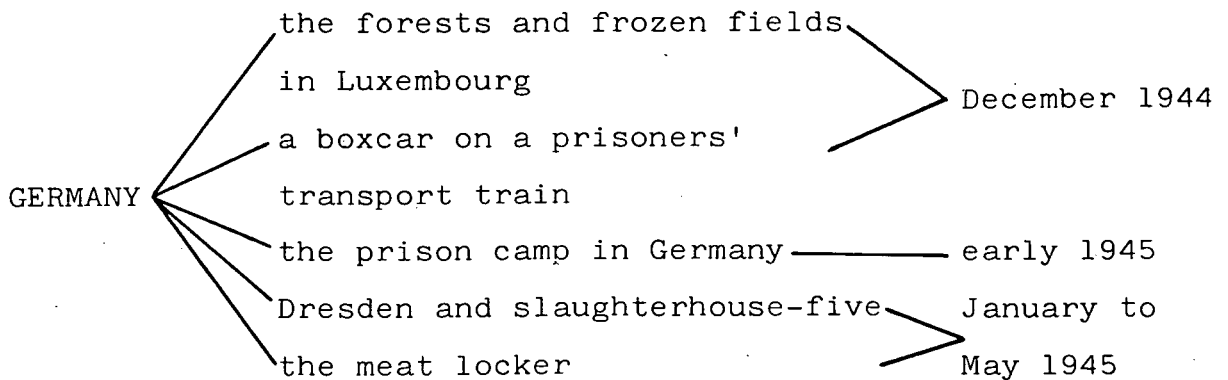 the forests and frozen fields
in Luxembourg
December 1944
a boxcar on a prisoners'
GERMANY transport train
the prison camp in Germany early 1945
Dresden and slaughterhouse-five January to
the meat locker May 1945